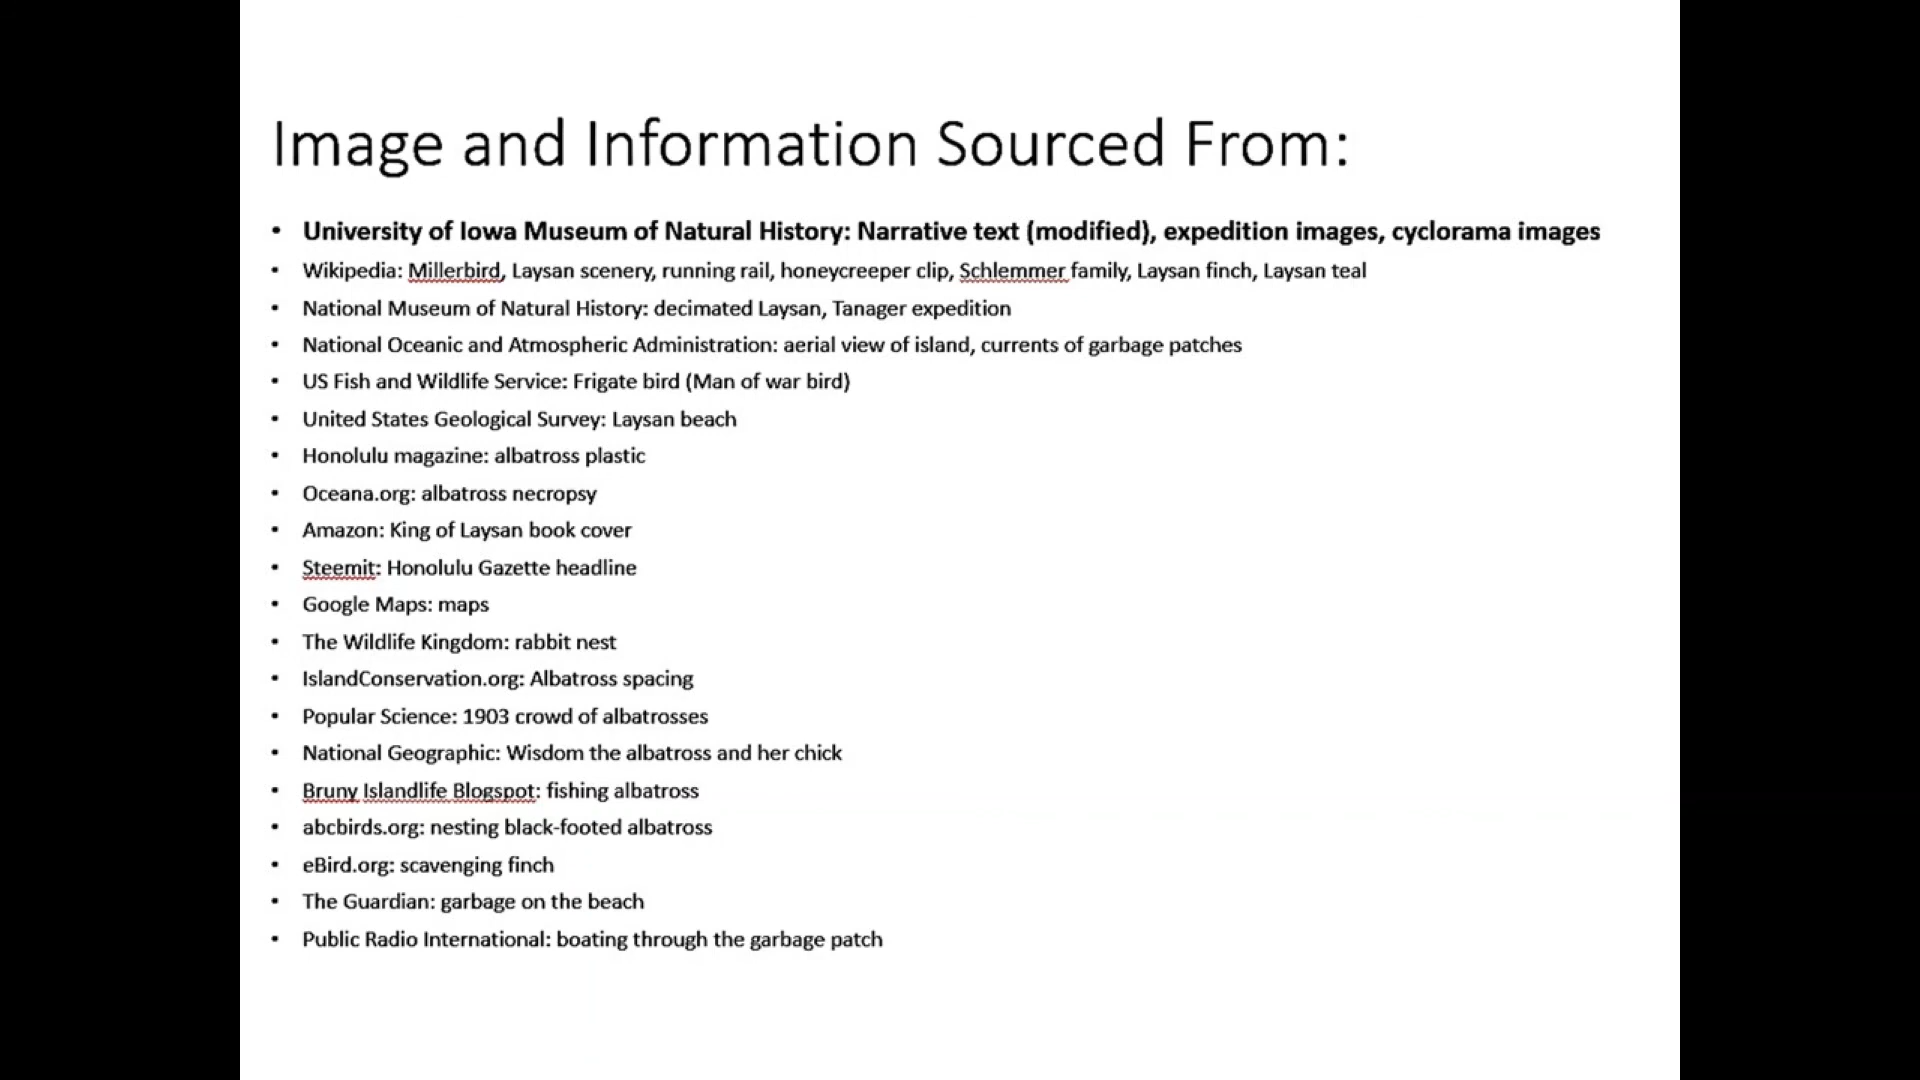 Image and Information Sourced From:
• University of Iowa Museum of Natural History: Narrative text (modified), expedition images, cyclorama images
• Wikipedia: Millerbird, Laysan scenery, running rail, honeycreeper clip, Schlemmer family, Laysan finch, Laysan teal
• National Museum of Natural History: decimated Laysan, Tanager expedition
• National Oceanic and Atmospheric Administration: aerial view of island, currents of garbage patches
• US Fish and Wildlife Service: Frigate bird (Man of war bird)
• United States Geological Survey: Laysan beach
• Honolulu magazine: albatross plastic
• Oceana.org: albatross necropsy
• Amazon: King of Laysan book cover
• Steemit: Honolulu Gazette headline
• Google Maps: maps
• The Wildlife Kingdom: rabbit nest
• IslandConservation.org: Albatross spacing
• Popular Science: 1903 crowd of albatrosses
• National Geographic: Wisdom the albatross and her chick
• Bruny Islandlife Blogspot: fishing albatross
• abcbirds.org: nesting black-footed albatross
• eBird.org: scavenging finch
• The Guardian: garbage on the beach
• Public Radio International: boating through the garbage patch